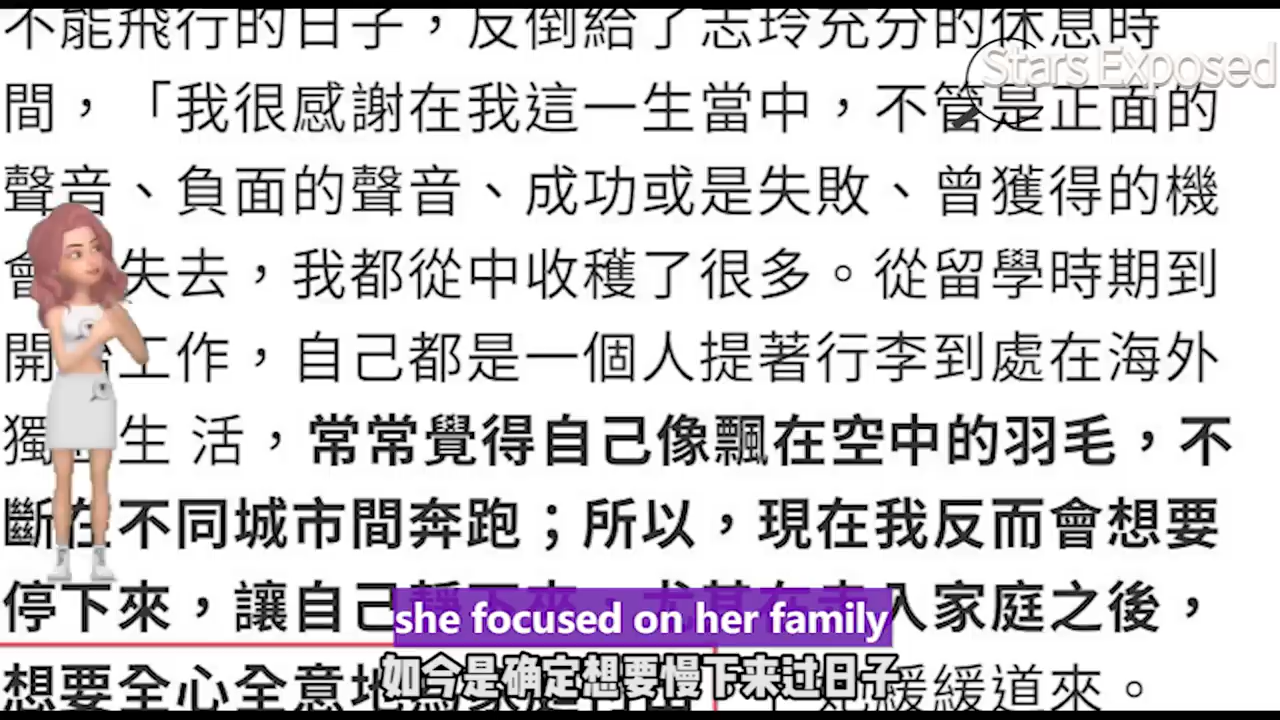 不能飛行的日子，反倒給了志玲充分的休息時
Stars Exposed
間，「我很感謝在我這一生當中，不管是正面的
聲音、負面的聲音、成功或是失敗、曾獲得的機
會 失去，我都從中收穫了很多。從留學時期到
開 工作，自己都是一個人提著行李到處在海外
獨 生 活，常常覺得自己像飄在空中的羽毛，不
斷在不同城市間奔跑；所以，現在我反而會想要
停下來，讓自己 入家庭之後，
she focused on her family
想要全心全意地 緩緩道來。
如今是确定想要慢下来过日子